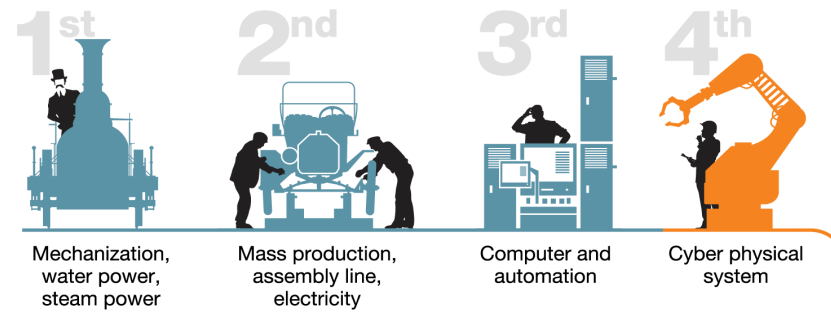 1st
2nd
3rd
4th
Mechanization,
water power,
steam power
Mass production,
assembly line,
electricity
Computer and
automation
Cyber physical
system